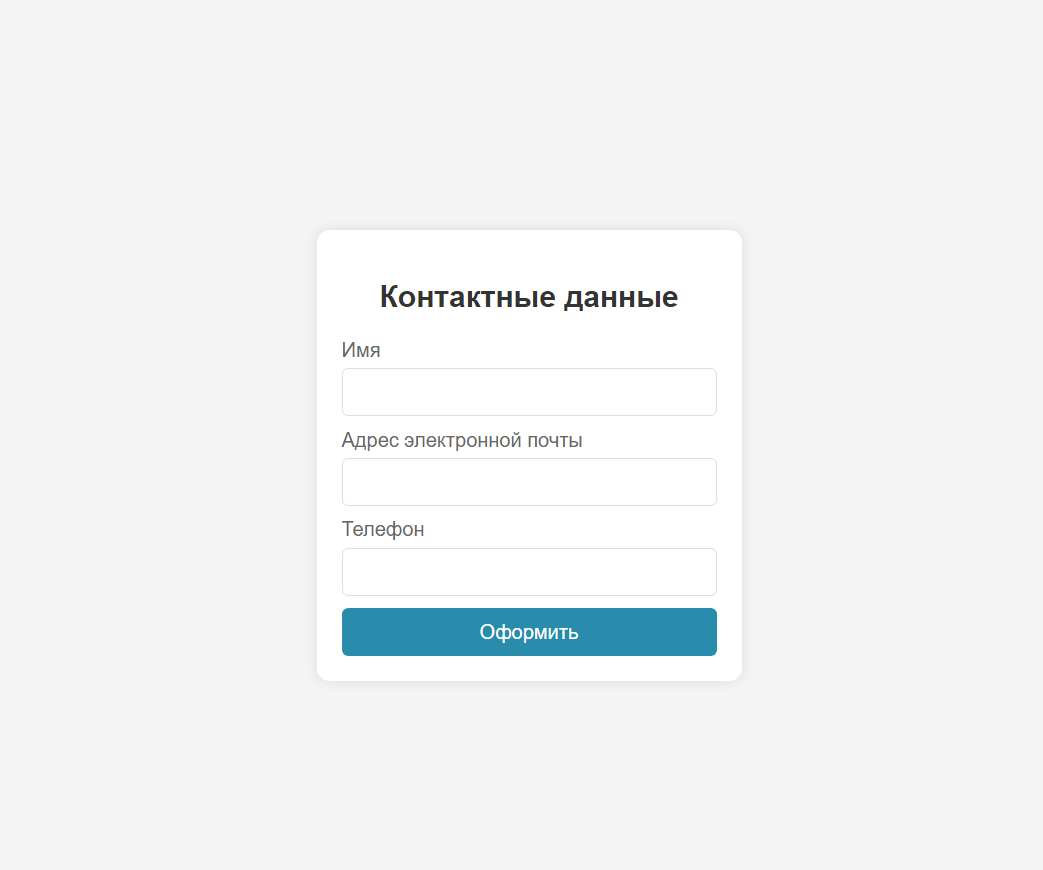 Контактные данные
Имя
Адрес электронной почты
Телефон
Оформить